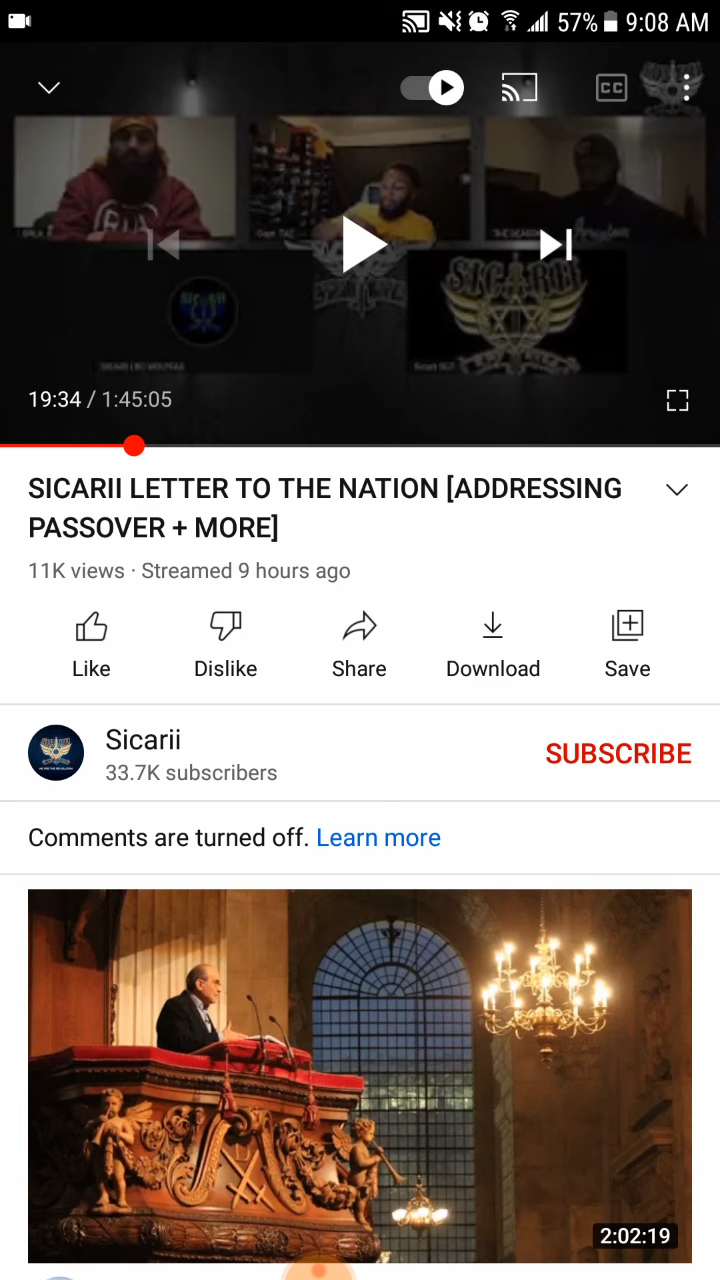 57% 9:08 AM
CC
SICARII
19:34 / 1:45:05
SICARII LETTER TO THE NATION [ADDRESSING
PASSOVER + MORE]
11K views · Streamed 9 hours ago
Like Dislike Share Download Save
Sicarii
33.7K subscribers
SUBSCRIBE
Comments are turned off. Learn more
2:02:19